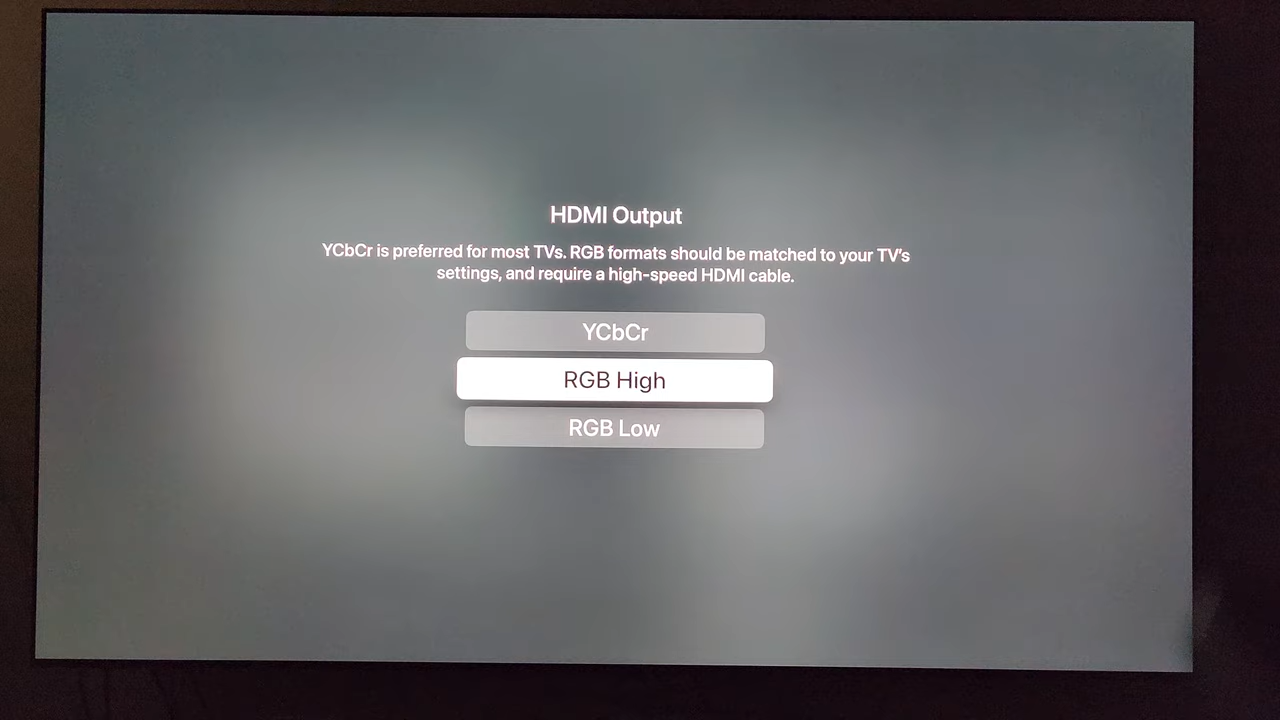 HDMI Output
YCbCr is preferred for most TVs. RGB formats should be matched to your TV's
settings, and require a high-speed HDMI cable.
YCbCr
RGB High
RGB Low